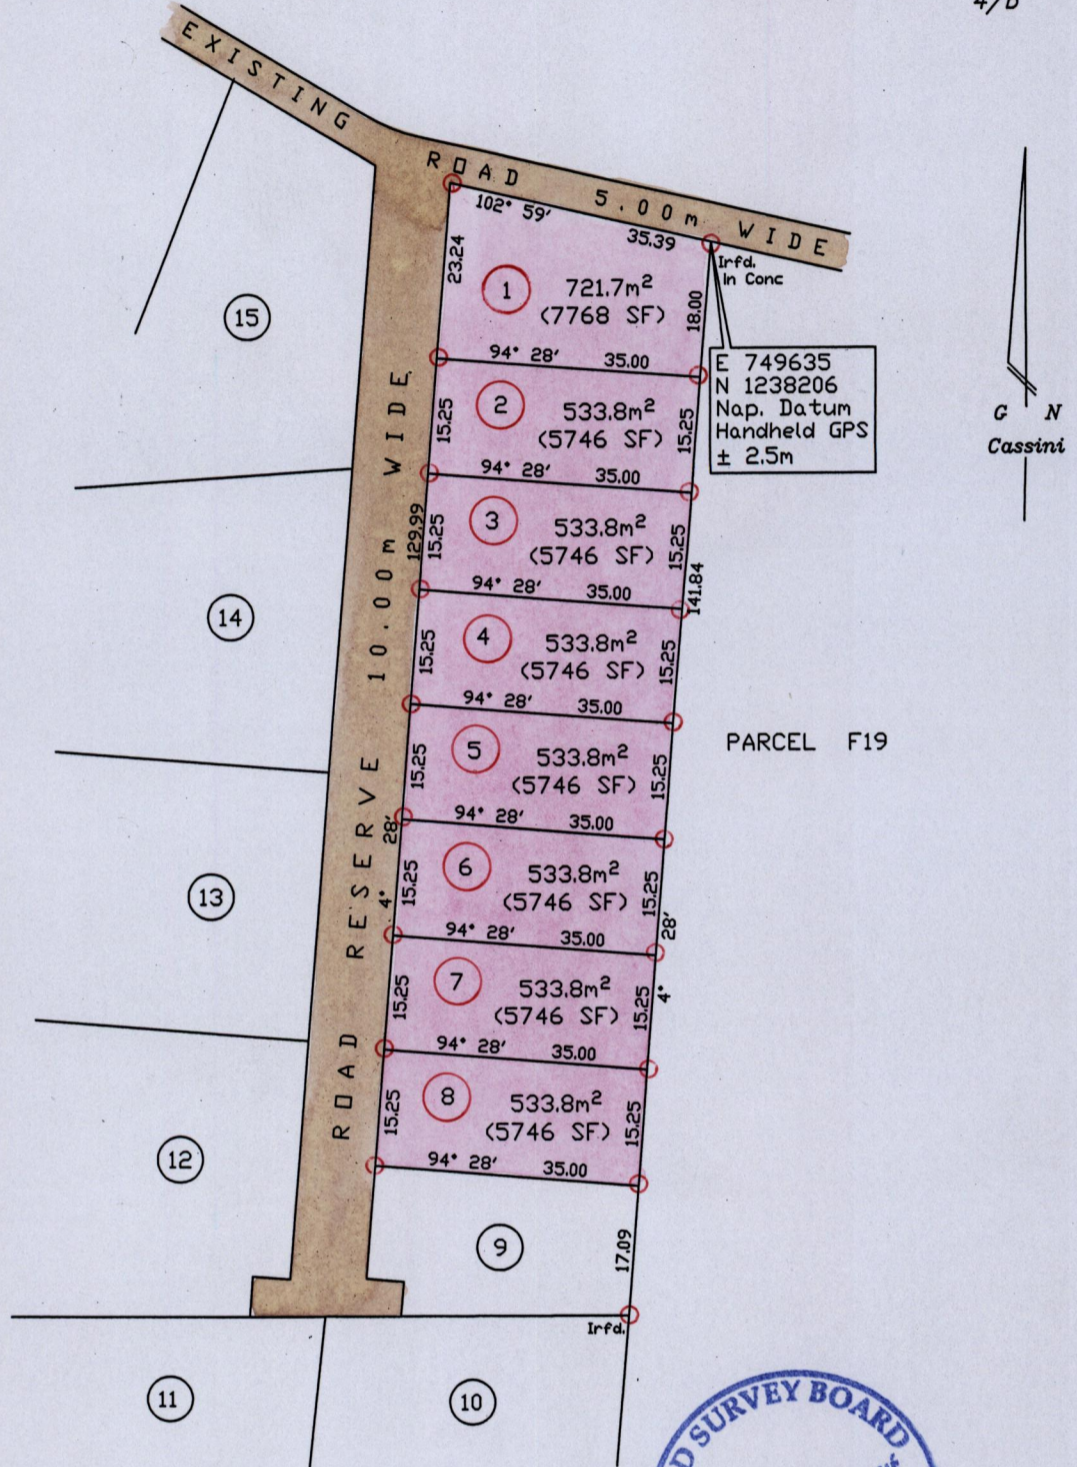 4/D
EXISTING ROAD 5.00m WIDE
102° 59'
35.39
23.24
Irfd.
In Conc
1
721.7m²
(7768 SF)
18.00
94° 28' 35.00
E 749635
N 1238206
Nap. Datum
Handheld GPS
± 2.5m
G N
Cassini
15
2
533.8m²
(5746 SF)
15.25
15.25
94° 28' 35.00
3
533.8m²
(5746 SF)
129.99
15.25
15.25
141.84
94° 28' 35.00
14
4
533.8m²
(5746 SF)
15.25
15.25
94° 28' 35.00
ROAD RESERVE 10.00m WIDE
PARCEL F19
5
533.8m²
(5746 SF)
15.25
15.25
94° 28' 35.00
4° 28'
13
6
533.8m²
(5746 SF)
15.25
15.25
94° 28' 35.00
4° 28'
7
533.8m²
(5746 SF)
15.25
15.25
94° 28' 35.00
12
8
533.8m²
(5746 SF)
15.25
15.25
94° 28' 35.00
9
17.09
Irfd.
11
10
SURVEY BOARD